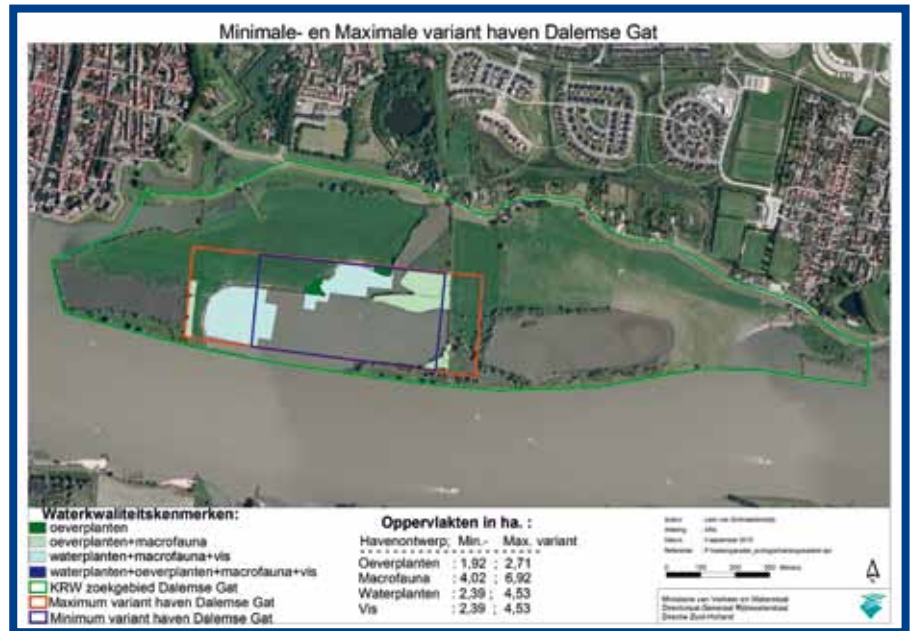 Minimale- en Maximale variant haven Dalemse Gat
Waterkwaliteitskenmerken:
oeverplanten
oeverplanten+macrofauna
waterplanten+macrofauna+vis
waterplanten+oeverplanten+macrofauna+vis
KRW zoekgebied Dalemse Gat
Maximum variant haven Dalemse Gat
Minimum variant haven Dalemse Gat
Oppervlakten in ha. :
Havenontwerp; Min.- Max. variant
Oeverplanten : 1,92 ; 2,71
Macrofauna : 4,02 ; 6,92
Waterplanten : 2,39 ; 4,53
Vis : 2,39 ; 4,53
Ministerie van Verkeer en Waterstaat
Directoraat-Generaal Rijkswaterstaat
Directie Zuid-Holland